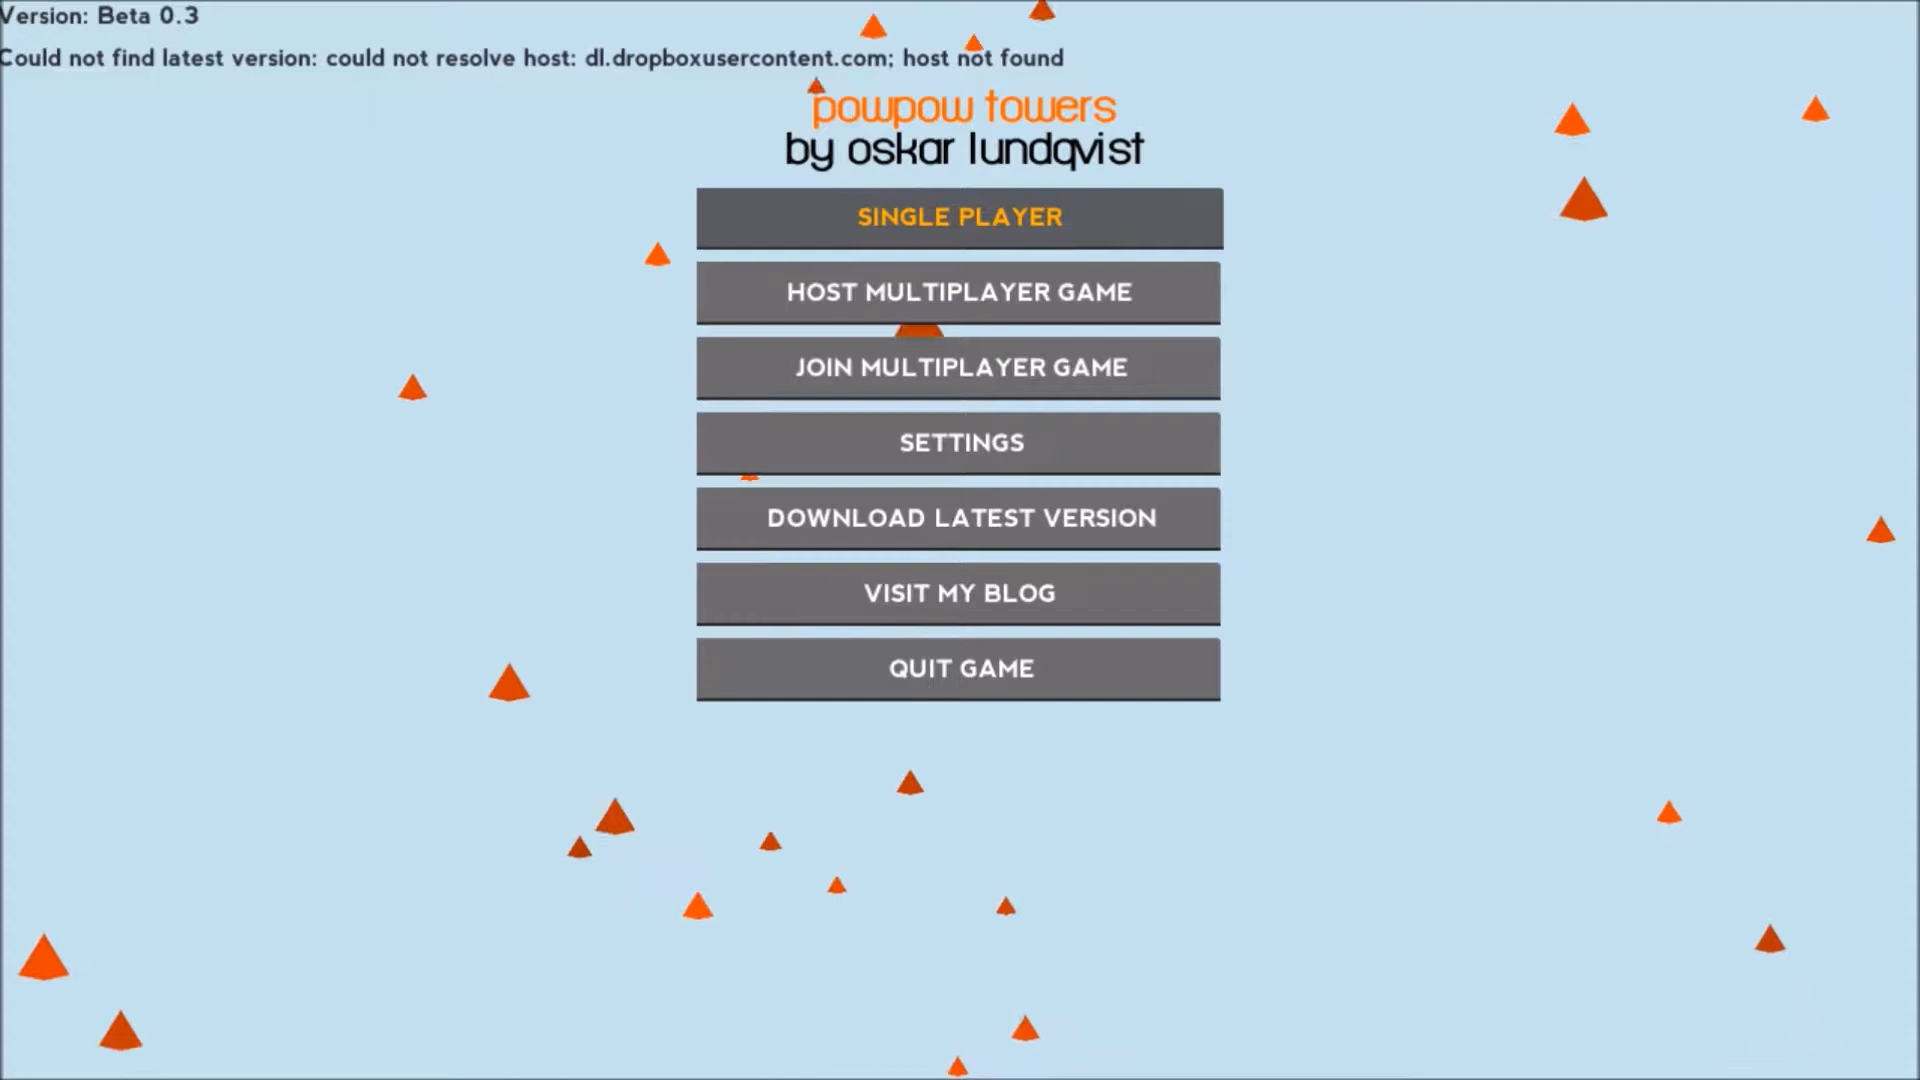 Version: Beta 0.3
Could not find latest version: could not resolve host: dl.dropboxusercontent.com; host not found
powpow towers
by oskar lundqvist
SINGLE PLAYER
HOST MULTIPLAYER GAME
JOIN MULTIPLAYER GAME
SETTINGS
DOWNLOAD LATEST VERSION
VISIT MY BLOG
QUIT GAME